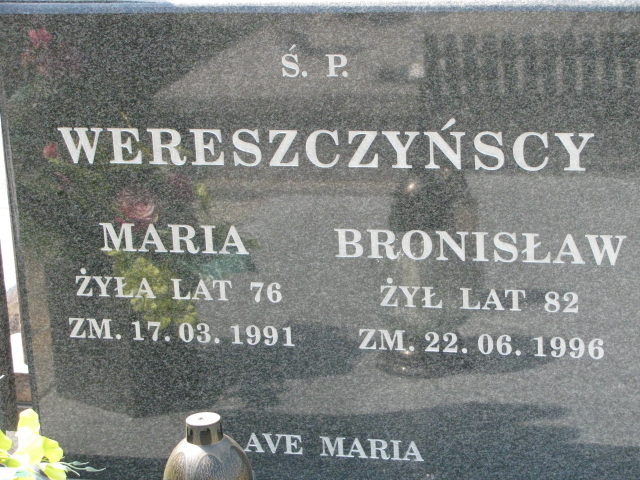 Ś. P.
WERESZCZYŃSCY
MARIA
ŻYŁA LAT 76
ZM. 17. 03. 1991
BRONISŁAW
ŻYŁ LAT 82
ZM. 22. 06. 1996
AVE MARIA